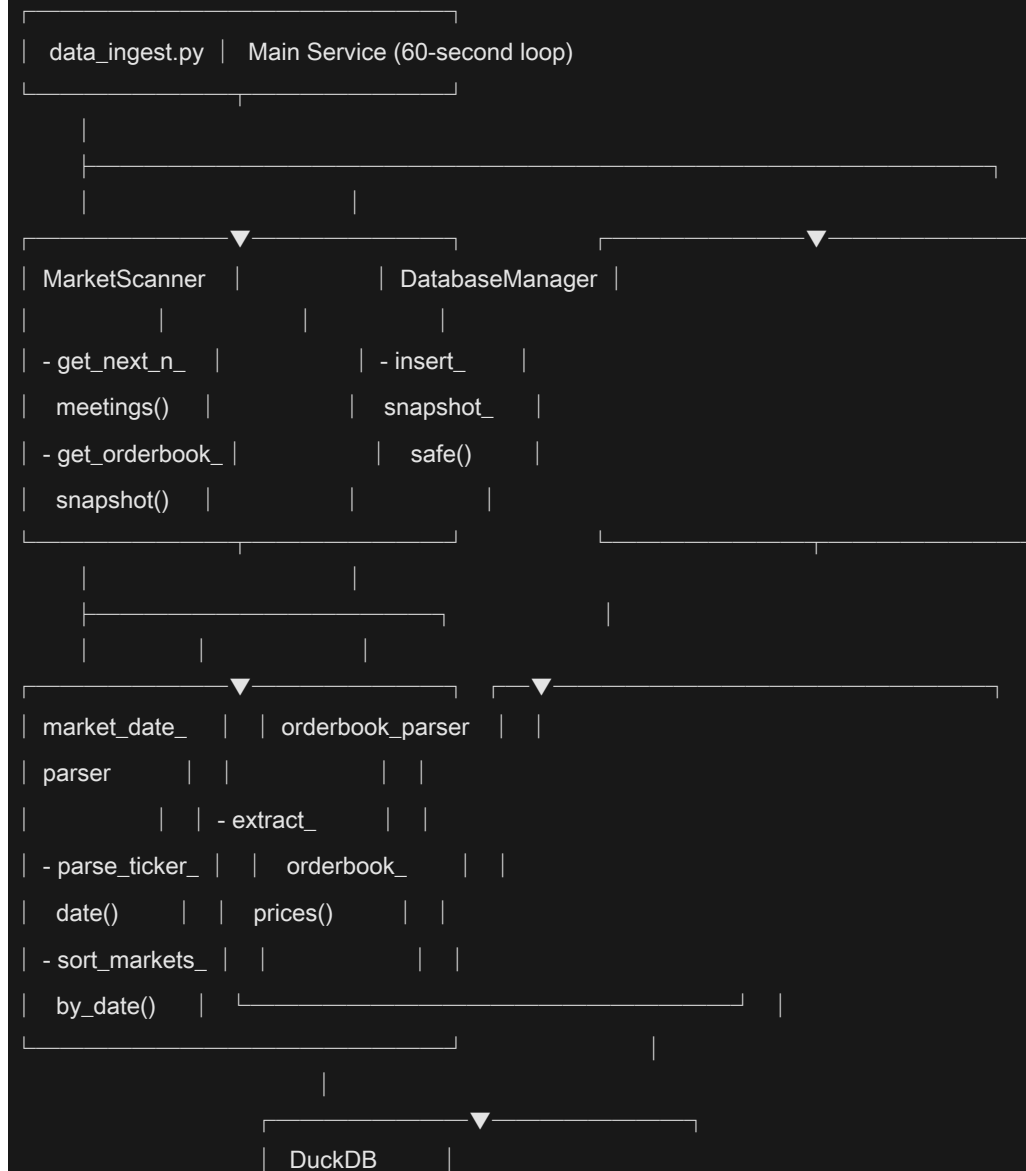 data_ingest.py Main Service (60-second loop)
MarketScanner DatabaseManager
- get_next_n_ - insert_
meetings() snapshot_
- get_orderbook_ safe()
snapshot()
market_date_ orderbook_parser
parser
- extract_
- parse_ticker_ orderbook_
date() prices()
- sort_markets_
by_date()
DuckDB